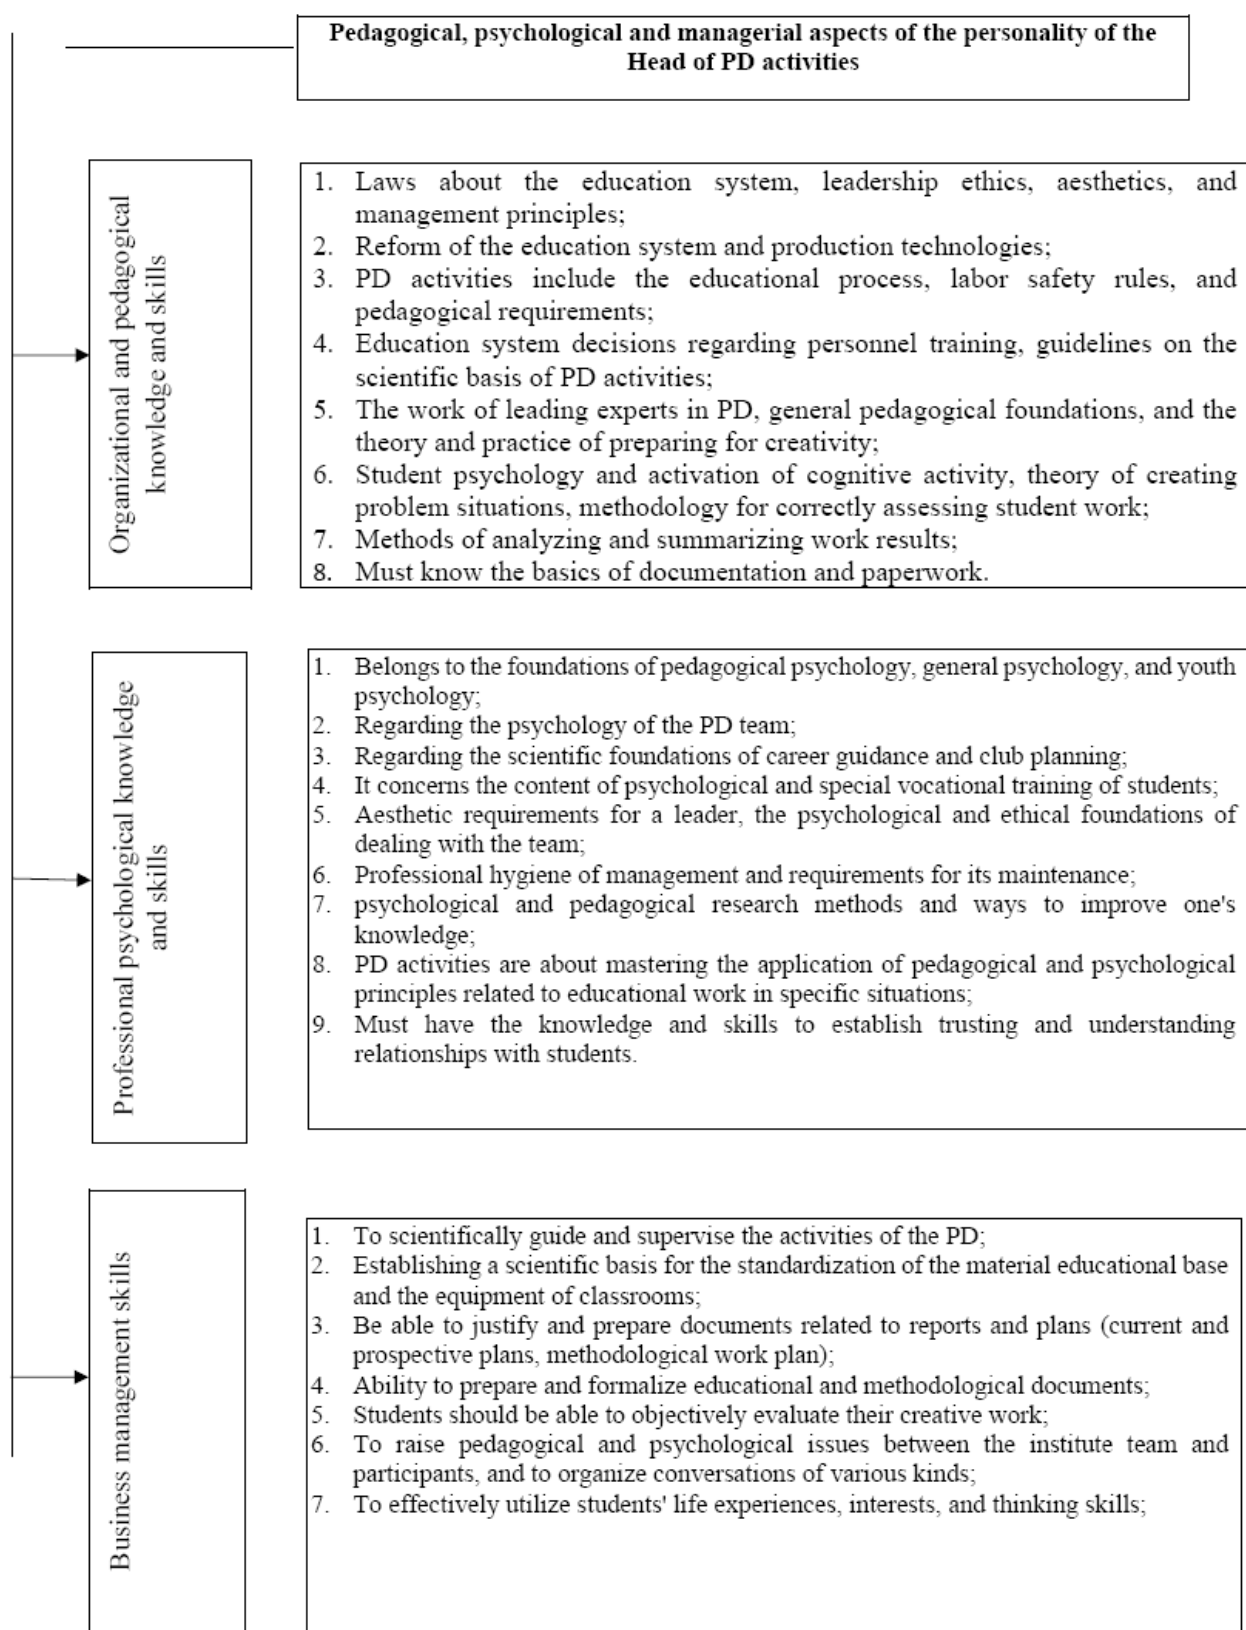 Pedagogical, psychological and managerial aspects of the personality of the
Head of PD activities
Organizational and pedagogical
knowledge and skills
1. Laws about the education system, leadership ethics, aesthetics, and
management principles;
2. Reform of the education system and production technologies;
3. PD activities include the educational process, labor safety rules, and
pedagogical requirements;
4. Education system decisions regarding personnel training, guidelines on the
scientific basis of PD activities;
5. The work of leading experts in PD, general pedagogical foundations, and the
theory and practice of preparing for creativity;
6. Student psychology and activation of cognitive activity, theory of creating
problem situations, methodology for correctly assessing student work;
7. Methods of analyzing and summarizing work results;
8. Must know the basics of documentation and paperwork.
Professional psychological knowledge
and skills
1. Belongs to the foundations of pedagogical psychology, general psychology, and youth
psychology;
2. Regarding the psychology of the PD team;
3. Regarding the scientific foundations of career guidance and club planning;
4. It concerns the content of psychological and special vocational training of students;
5. Aesthetic requirements for a leader, the psychological and ethical foundations of
dealing with the team;
6. Professional hygiene of management and requirements for its maintenance;
7. psychological and pedagogical research methods and ways to improve one's
knowledge;
8. PD activities are about mastering the application of pedagogical and psychological
principles related to educational work in specific situations;
9. Must have the knowledge and skills to establish trusting and understanding
relationships with students.
Business management skills
1. To scientifically guide and supervise the activities of the PD;
2. Establishing a scientific basis for the standardization of the material educational base
and the equipment of classrooms;
3. Be able to justify and prepare documents related to reports and plans (current and
prospective plans, methodological work plan);
4. Ability to prepare and formalize educational and methodological documents;
5. Students should be able to objectively evaluate their creative work;
6. To raise pedagogical and psychological issues between the institute team and
participants, and to organize conversations of various kinds;
7. To effectively utilize students' life experiences, interests, and thinking skills;